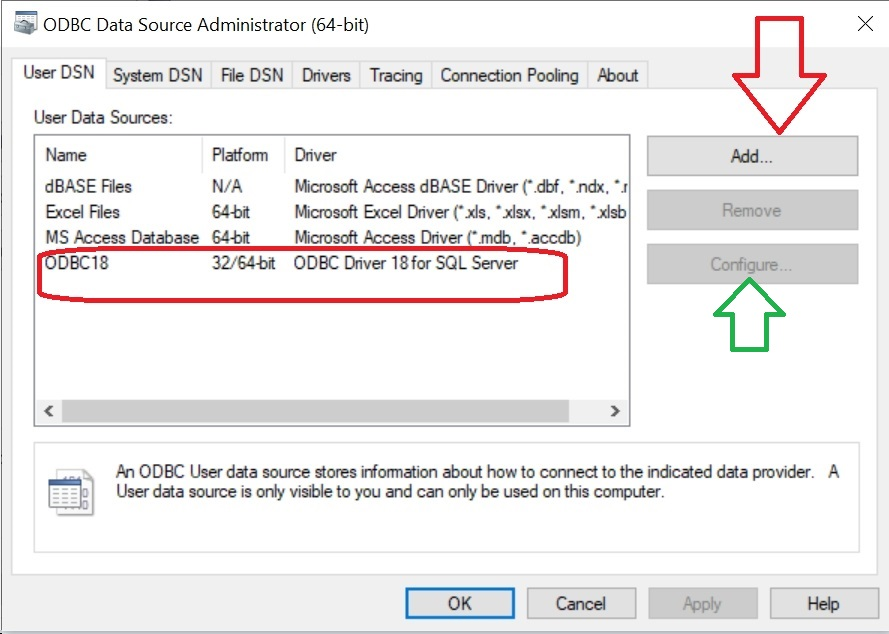 ODBC Data Source Administrator (64-bit)
User DSN System DSN File DSN Drivers Tracing Connection Pooling About
User Data Sources:
Name Platform Driver
dBASE Files N/A Microsoft Access dBASE Driver (*.dbf, *.ndx, *.r
Excel Files 64-bit Microsoft Excel Driver (*.xls, *.xlsx, *.xlsm, *.xlsb
MS Access Database 64-bit Microsoft Access Driver (*.mdb, *.accdb)
ODBC18 32/64-bit ODBC Driver 18 for SQL Server
Add...
Remove
Configure...
An ODBC User data source stores information about how to connect to the indicated data provider. A
User data source is only visible to you and can only be used on this computer.
OK Cancel Apply Help